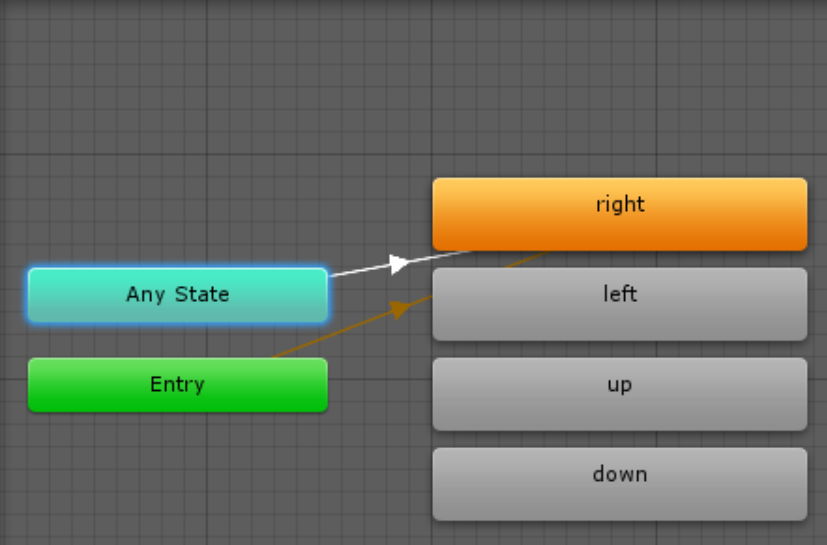 right
Any State
left
Entry
up
down